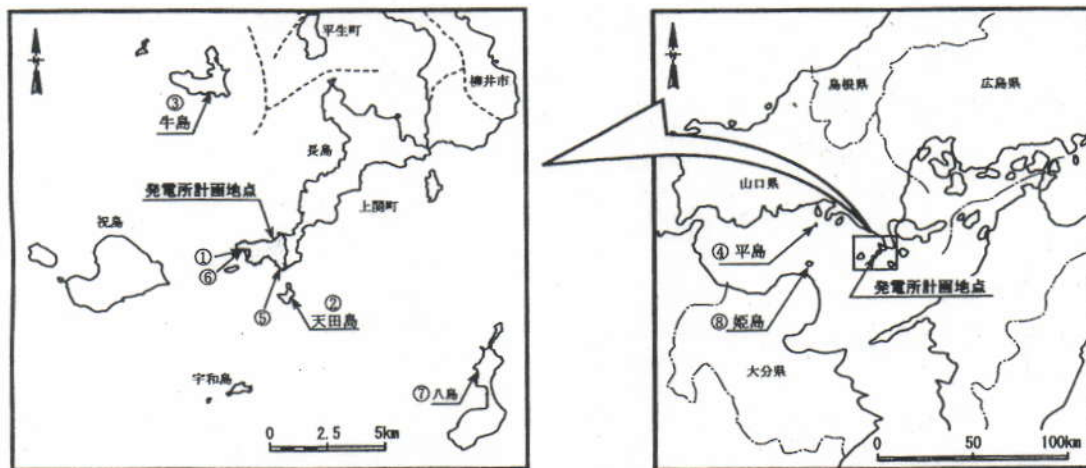 平生町
柳井市
③
牛島
長島
発電所計画地点
上関町
祝島
①
⑥
⑤
②
天田島
宇和島
⑦八島
0 2.5 5km
島根県
広島県
山口県
④平島
発電所計画地点
⑧姫島
大分県
0 50 100km